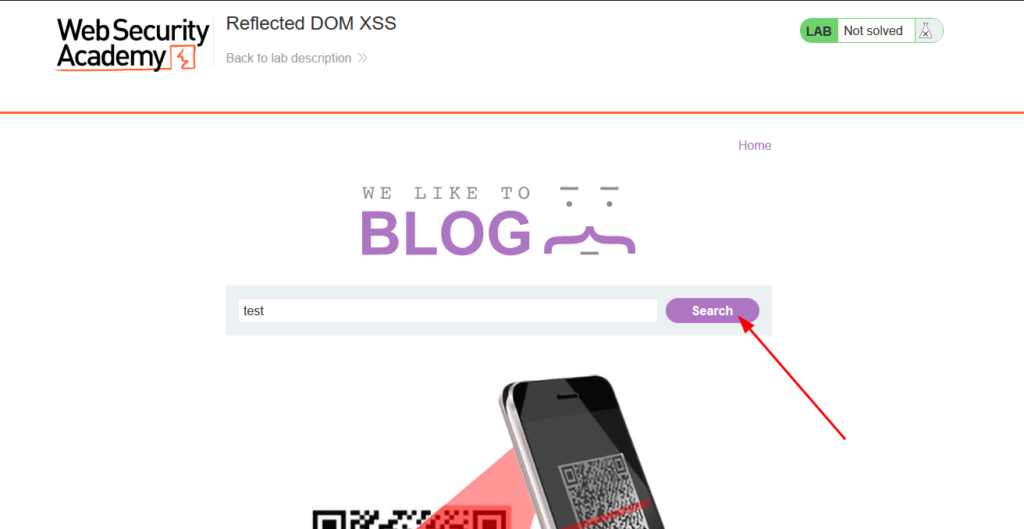 Web Security
Academy
Reflected DOM XSS
Back to lab description
LAB Not solved
Home
WE LIKE TO
BLOG
test
Search